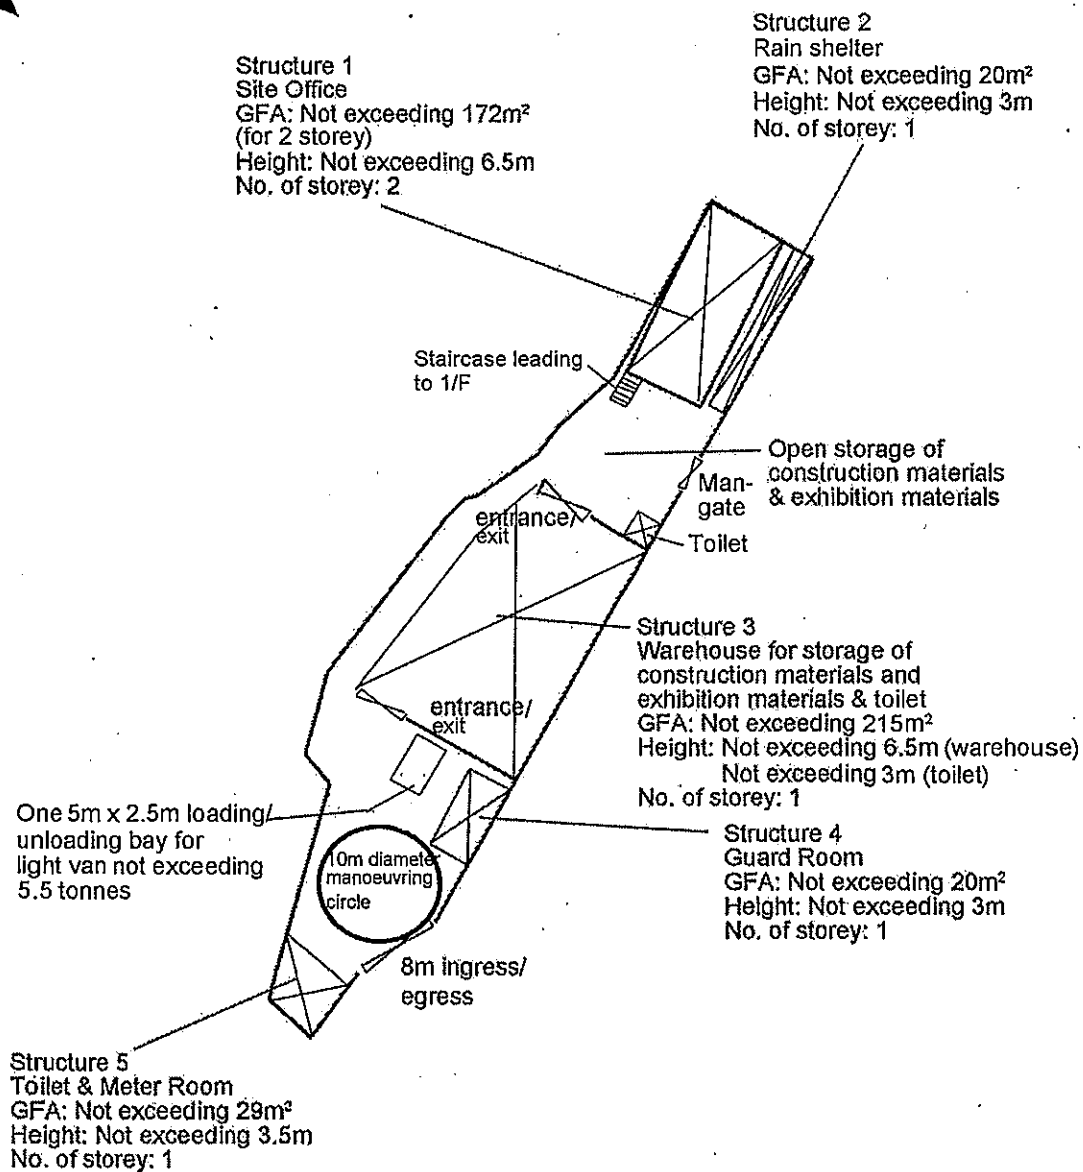 Structure 1
Site Office
GFA: Not exceeding 172m²
(for 2 storey)
Height: Not exceeding 6.5m
No. of storey: 2
Structure 2
Rain shelter
GFA: Not exceeding 20m²
Height: Not exceeding 3m
No. of storey: 1
Staircase leading
to 1/F
Open storage of
construction materials
& exhibition materials
Man-
gate
entrance/
exit
Toilet
Structure 3
Warehouse for storage of
construction materials and
exhibition materials & toilet
GFA: Not exceeding 215m²
Height: Not exceeding 6.5m (warehouse)
Not exceeding 3m (toilet)
No. of storey: 1
entrance/
exit
One 5m x 2.5m loading/
unloading bay for
light van not exceeding
5.5 tonnes
Structure 4
Guard Room
GFA: Not exceeding 20m²
Height: Not exceeding 3m
No. of storey: 1
10m diameter
manoeuvring
circle
8m ingress/
egress
Structure 5
Toilet & Meter Room
GFA: Not exceeding 29m²
Height: Not exceeding 3.5m
No. of storey: 1